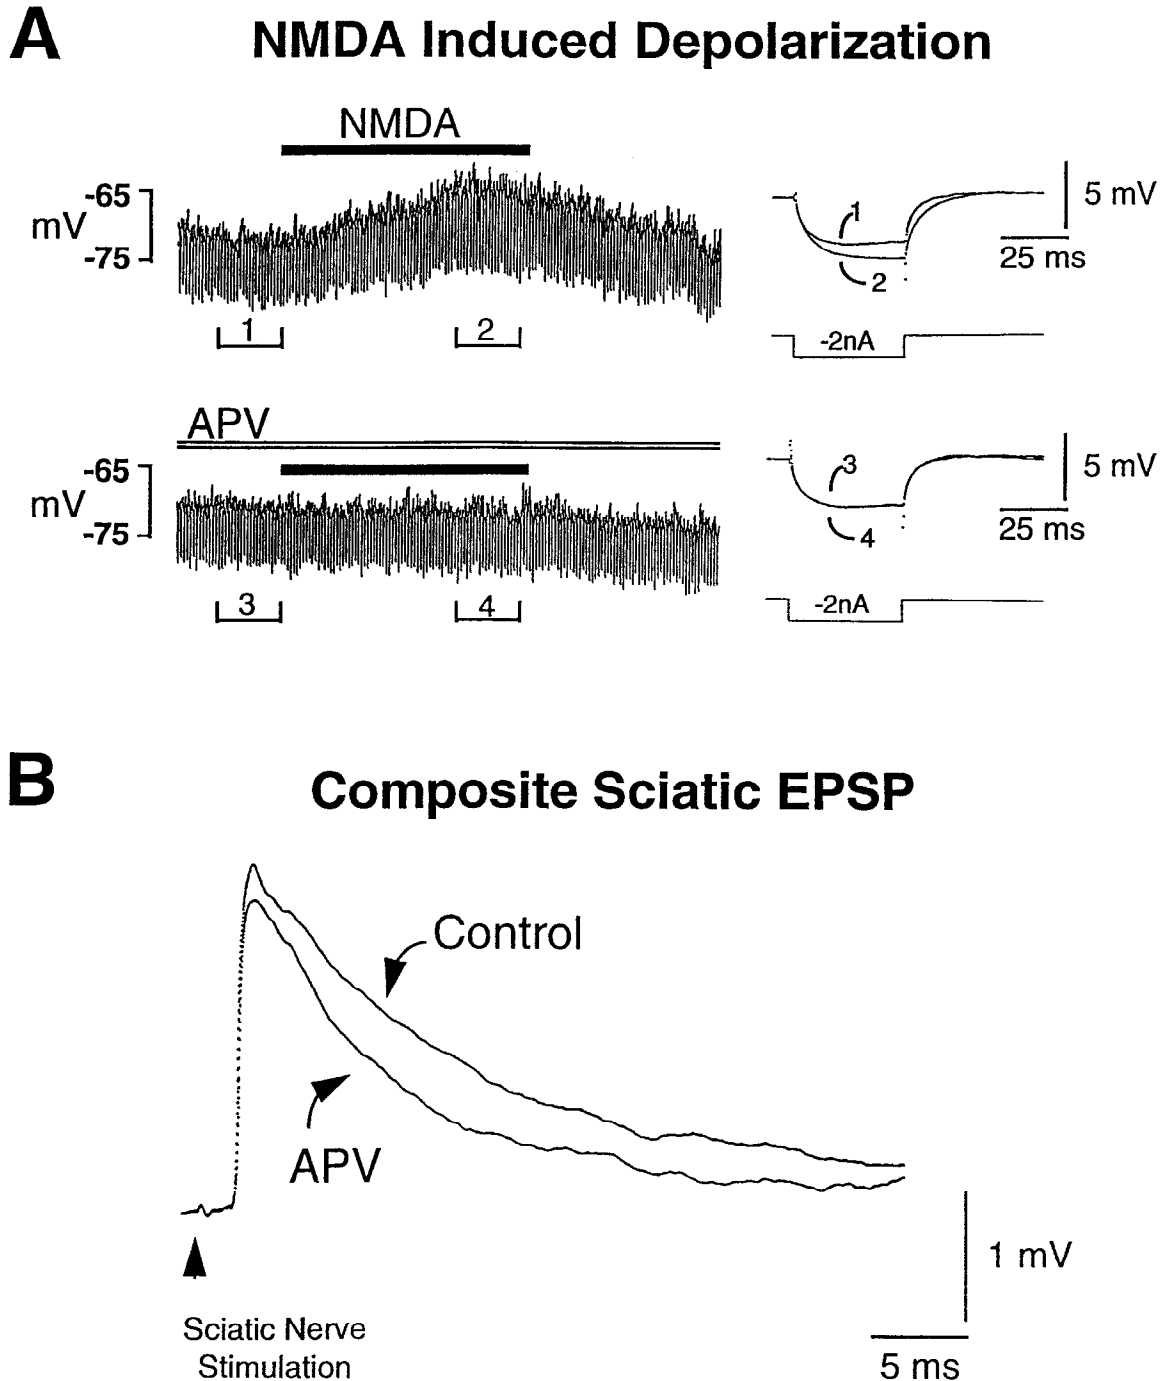 A
NMDA Induced Depolarization
NMDA
-65
mV
-75
1
2
1
2
5 mV
25 ms
-2nA
APV
-65
mV
-75
3
4
3
4
5 mV
25 ms
-2nA
B
Composite Sciatic EPSP
Control
APV
1 mV
5 ms
Sciatic Nerve
Stimulation